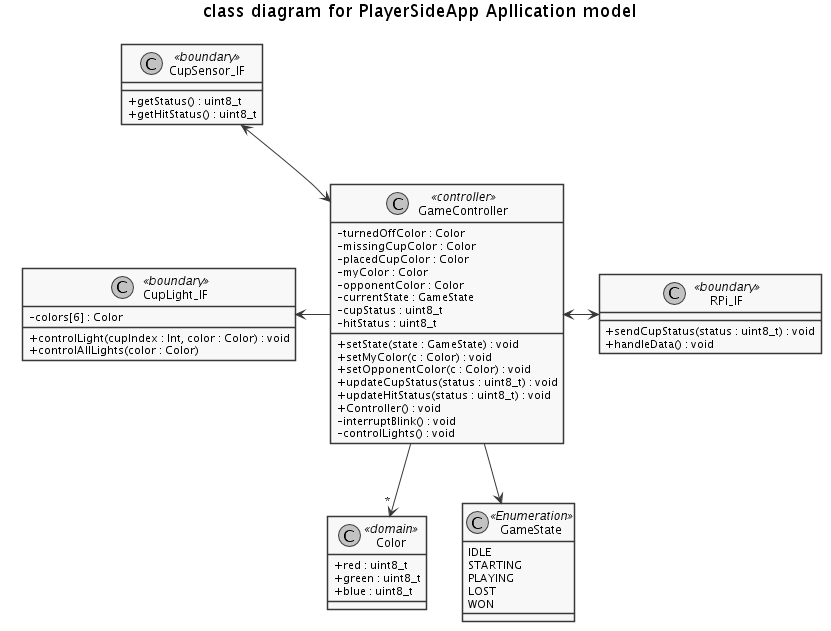 class diagram for PlayerSideApp Apllication model
C «boundary»
CupSensor_IF
+getStatus() : uint8_t
+getHitStatus() : uint8_t
C «controller»
GameController
-turnedOffColor : Color
-missingCupColor : Color
-placedCupColor : Color
-myColor : Color
-opponentColor : Color
-currentState : GameState
-cupStatus : uint8_t
-hitStatus : uint8_t
+setState(state : GameState) : void
+setMyColor(c : Color) : void
+setOpponentColor(c : Color) : void
+updateCupStatus(status : uint8_t) : void
+updateHitStatus(status : uint8_t) : void
+Controller() : void
-interruptBlink() : void
-controlLights() : void
C «boundary»
CupLight_IF
-colors[6] : Color
+controlLight(cupIndex : Int, color : Color) : void
+controlAllLights(color : Color)
C «boundary»
RPi_IF
+sendCupStatus(status : uint8_t) : void
+handleData() : void
*
C «domain»
Color
+red : uint8_t
+green : uint8_t
+blue : uint8_t
C «Enumeration»
GameState
IDLE
STARTING
PLAYING
LOST
WON